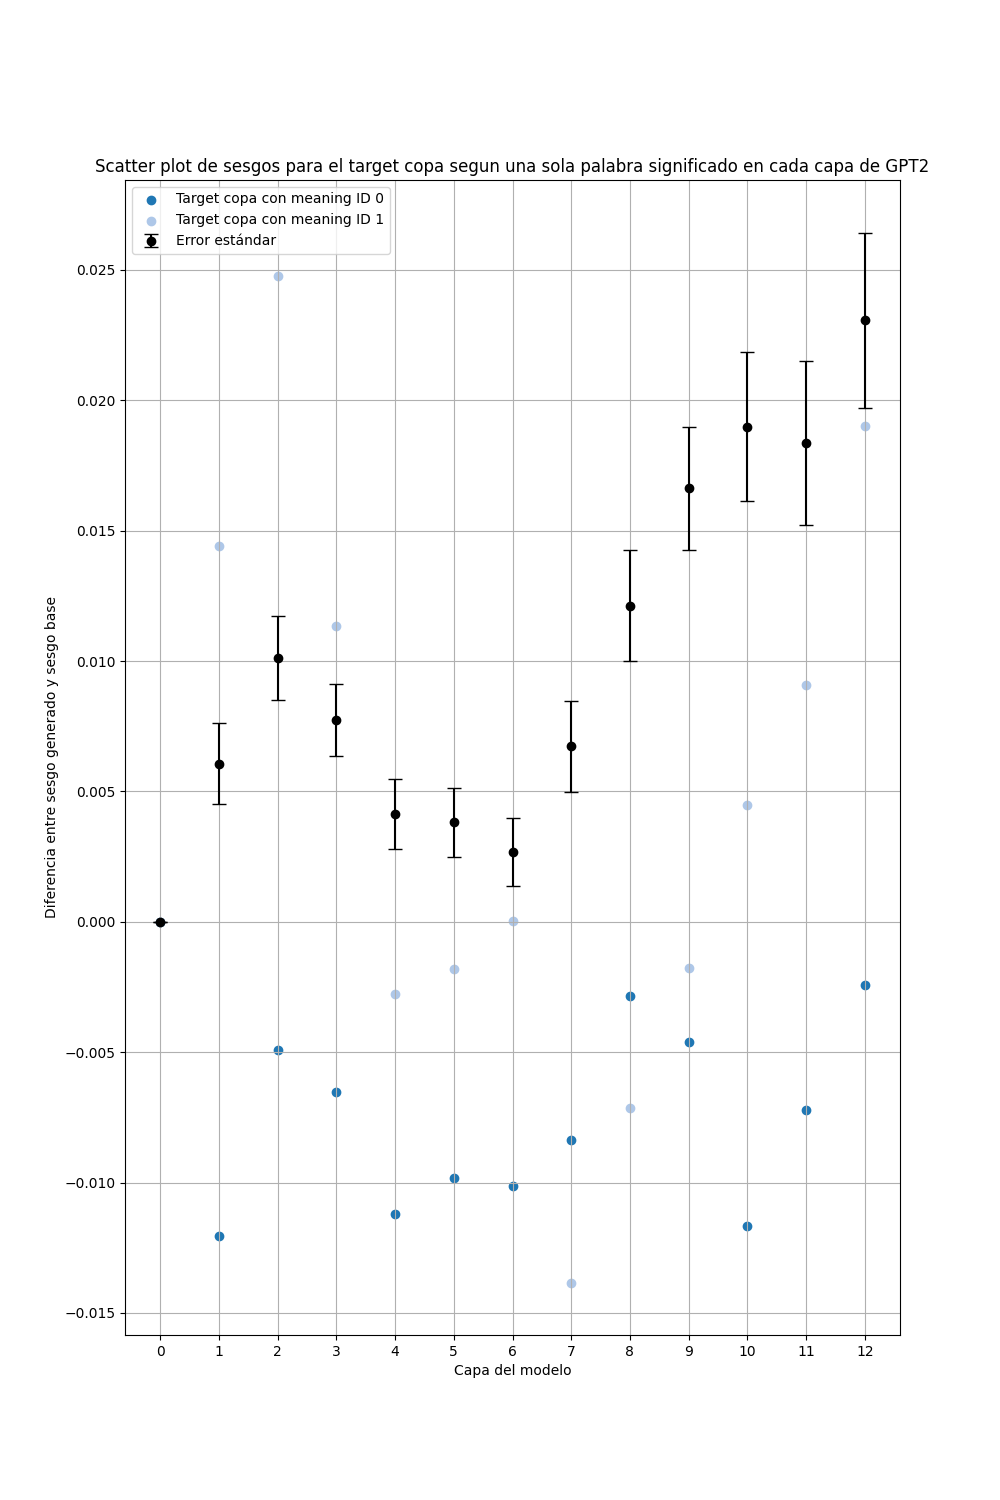 Scatter plot de sesgos para el target copa segun una sola palabra significado en cada capa de GPT2
Target copa con meaning ID 0
Target copa con meaning ID 1
Error estándar
Diferencia entre sesgo generado y sesgo base
0.025
0.020
0.015
0.010
0.005
0.000
−0.005
−0.010
−0.015
0 1 2 3 4 5 6 7 8 9 10 11 12
Capa del modelo